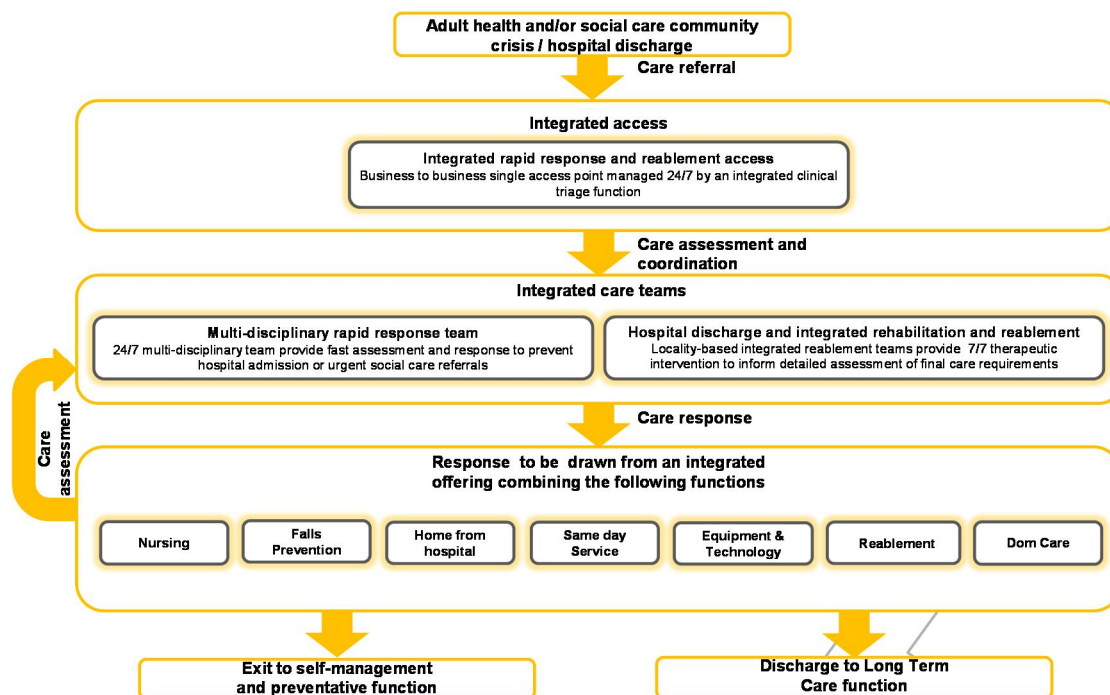 Adult health and/or social care community
crisis / hospital discharge
Care referral
Integrated access
Integrated rapid response and reablement access
Business to business single access point managed 24/7 by an integrated clinical
triage function
Care assessment and
coordination
Integrated care teams
Multi-disciplinary rapid response team
24/7 multi-disciplinary team provide fast assessment and response to prevent
hospital admission or urgent social care referrals
Hospital discharge and integrated rehabilitation and reablement
Locality-based integrated reablement teams provide 7/7 therapeutic
intervention to inform detailed assessment of final care requirements
Care
assessment
Care response
Response to be drawn from an integrated
offering combining the following functions
Nursing
Falls
Prevention
Home from
hospital
Same day
Service
Equipment &
Technology
Reablement
Dom Care
Exit to self-management
and preventative function
Discharge to Long Term
Care function